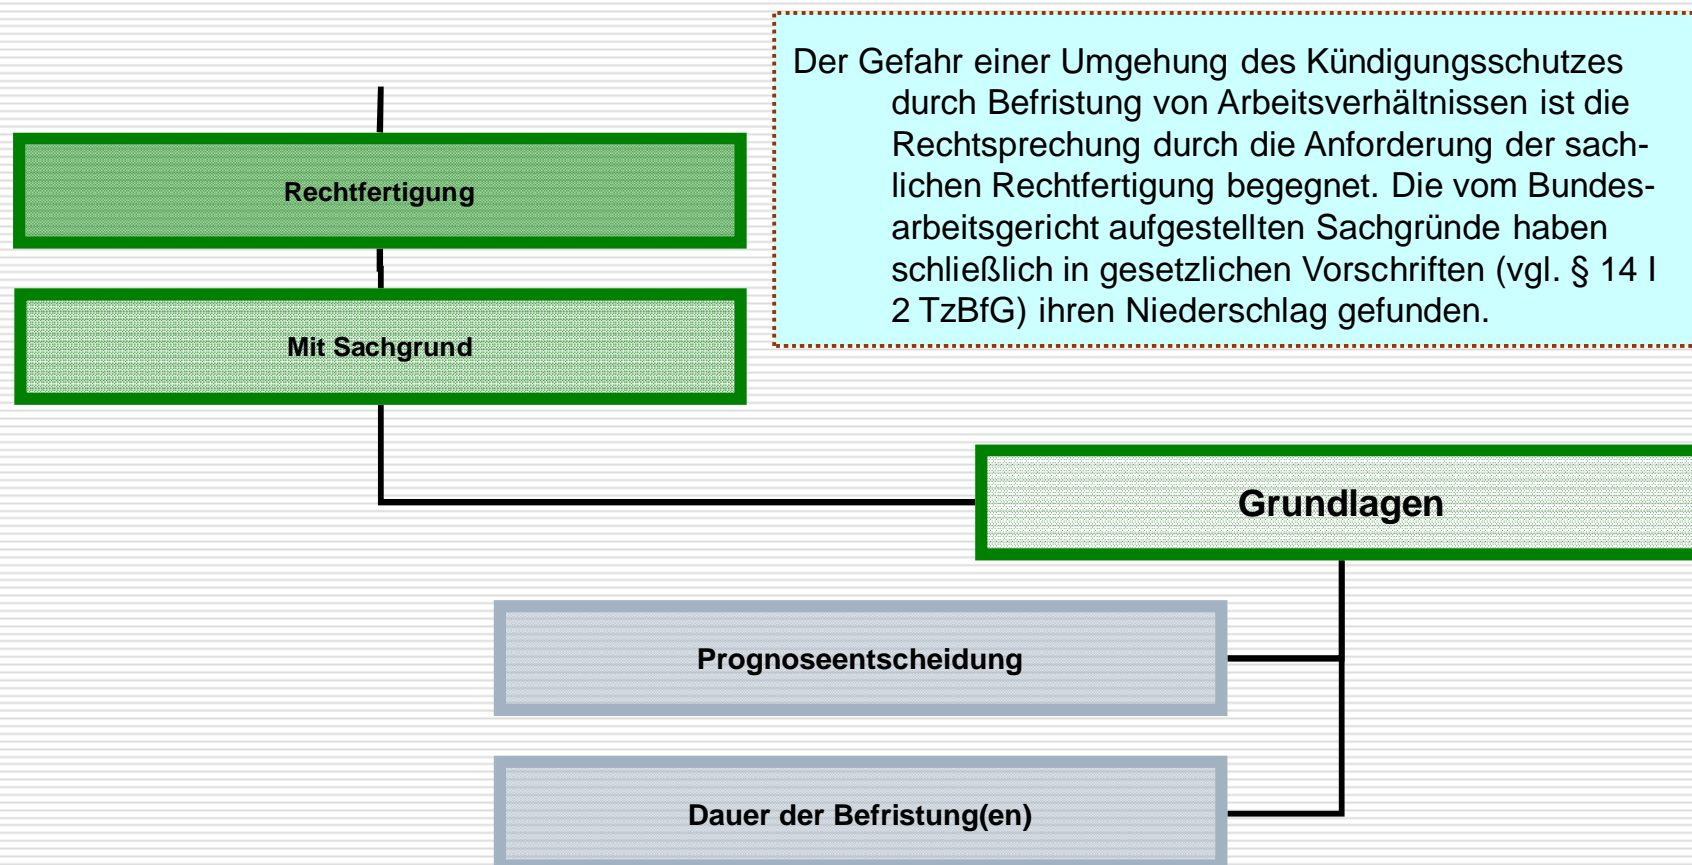 Der Gefahr einer Umgehung des Kündigungsschutzes
durch Befristung von Arbeitsverhältnissen ist die
Rechtsprechung durch die Anforderung der sach-
lichen Rechtfertigung begegnet. Die vom Bundes-
arbeitsgericht aufgestellten Sachgründe haben
schließlich in gesetzlichen Vorschriften (vgl. § 14 I
2 TzBfG) ihren Niederschlag gefunden.
Rechtfertigung
Mit Sachgrund
Grundlagen
Prognoseentscheidung
Dauer der Befristung(en)